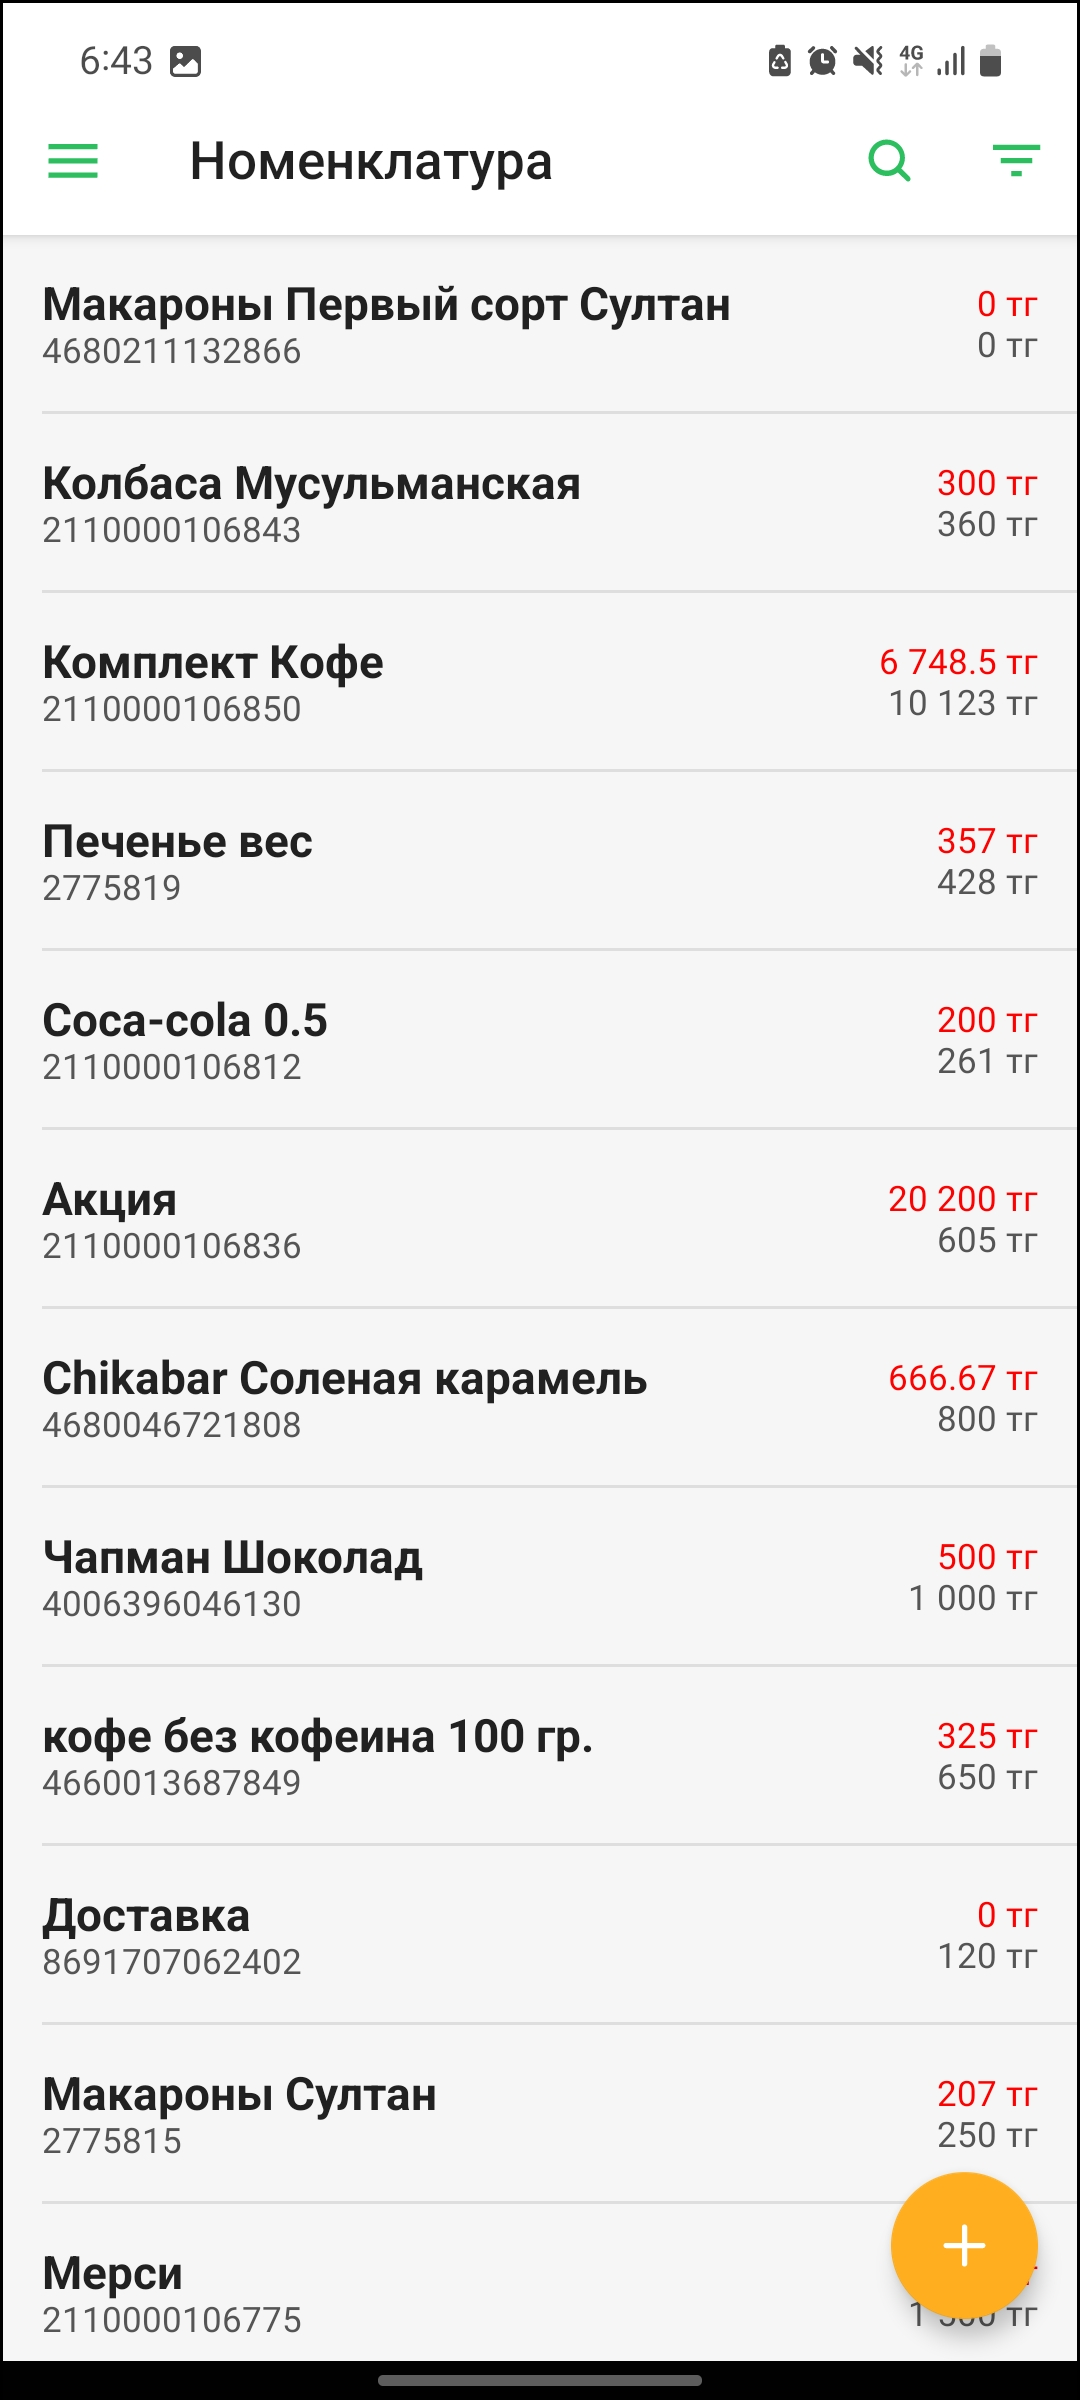 6:43 4G
Номенклатура
Макароны Первый сорт Султан 0 тг
4680211132866 0 тг
Колбаса Мусульманская 300 тг
2110000106843 360 тг
Комплект Кофе 6 748.5 тг
2110000106850 10 123 тг
Печенье вес 357 тг
2775819 428 тг
Coca-cola 0.5 200 тг
2110000106812 261 тг
Акция 20 200 тг
2110000106836 605 тг
Chikabar Соленая карамель 666.67 тг
4680046721808 800 тг
Чапман Шоколад 500 тг
4006396046130 1 000 тг
кофе без кофеина 100 гр. 325 тг
4660013687849 650 тг
Доставка 0 тг
8691707062402 120 тг
Макароны Султан 207 тг
2775815 250 тг
Мерси
2110000106775 тг